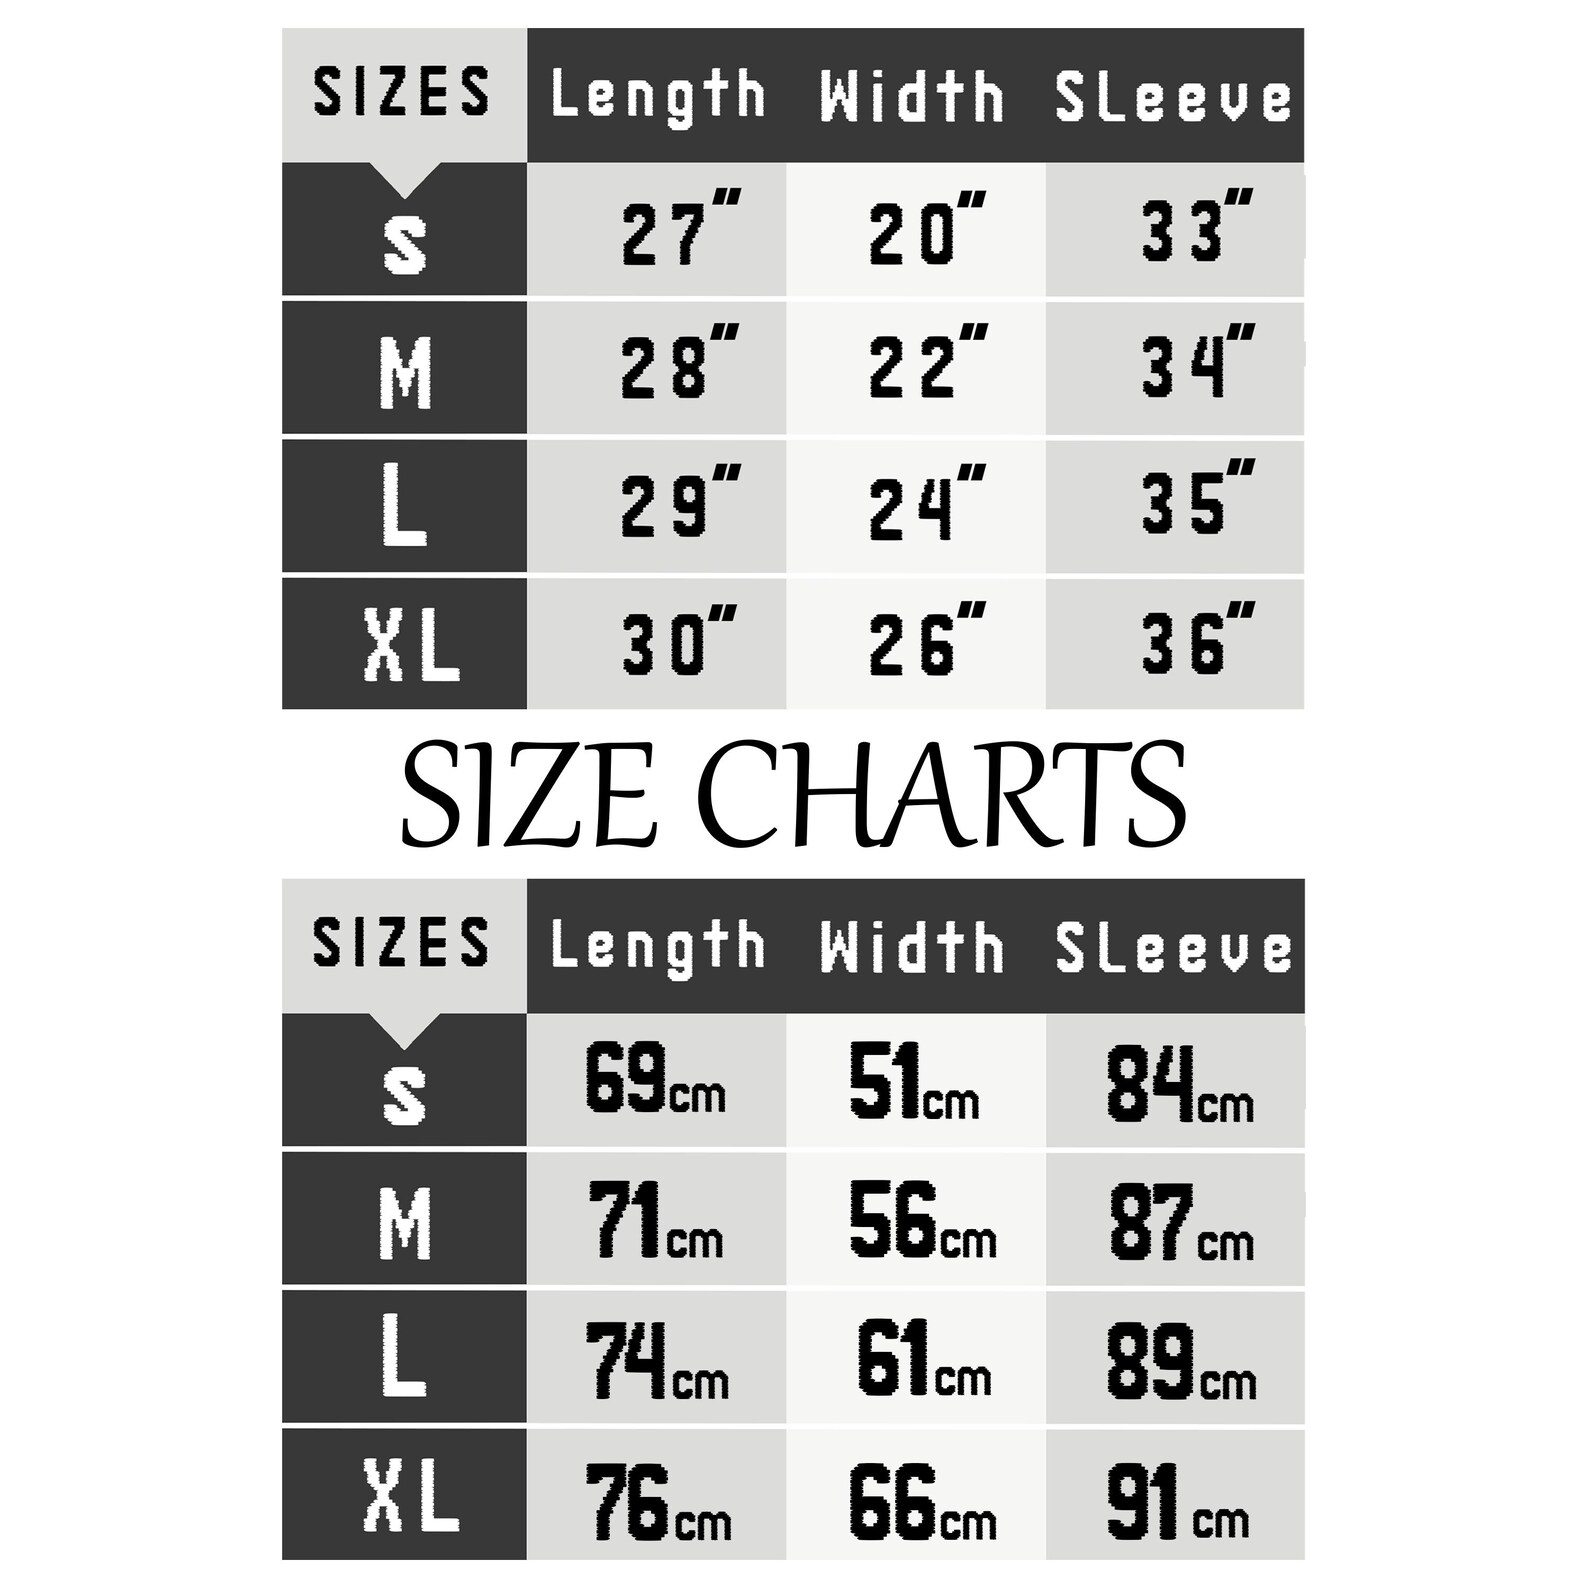 SIZES Length Width Sleeve
S 27" 20" 33"
M 28" 22" 34"
L 29" 24" 35"
XL 30" 26" 36"
SIZE CHARTS
SIZES Length Width Sleeve
S 69cm 51cm 84cm
M 71cm 56cm 87cm
L 74cm 61cm 89cm
XL 76cm 66cm 91cm